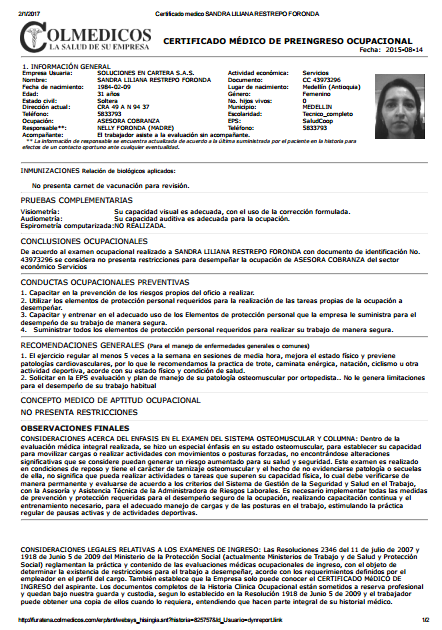 2/1/2017 Certificado medico SANDRA LILIANA RESTREPO FORONDA
COLMEDICOS
LA SALUD DE SU EMPRESA
CERTIFICADO MÉDICO DE PREINGRESO OCUPACIONAL
Fecha: 2015-08-14
1. INFORMACIÓN GENERAL
Empresa Usuaria: SOLUCIONES EN CARTERA S.A.S. Actividad económica: Servicios
Nombre: SANDRA LILIANA RESTREPO FORONDA Documento: CC 43973296
Fecha de nacimiento: 1984-02-09 Lugar de nacimiento: Medellín (Antioquia)
Edad: 31 años Género: Femenino
Estado civil: Soltera No. hijos vivos: 0
Dirección actual: CRA 49 A N 94 37 Municipio: MEDELLIN
Teléfono: 5833793 Escolaridad: Tecnico_completo
Ocupación: ASESORA COBRANZA EPS: SaludCoop
Responsable**: NELLY FORONDA (MADRE) Teléfono: 5833793
Acompañante: El trabajador asiste a la evaluación sin acompañante.
** La información de responsable se encuentra actualizada de acuerdo a la última suministrada por el paciente en la historia para
efectos de un contacto oportuno ante cualquier eventualidad.
INMUNIZACIONES Relación de biológicos aplicados:
No presenta carnet de vacunación para revisión.
PRUEBAS COMPLEMENTARIAS
Visiometría: Su capacidad visual es adecuada, con el uso de la corrección formulada.
Audiometría: Su capacidad auditiva es adecuada para la ocupación.
Espirometría computarizada: NO REALIZADA.
CONCLUSIONES OCUPACIONALES
De acuerdo al examen ocupacional realizado a SANDRA LILIANA RESTREPO FORONDA con documento de identificación No.
43973296 se considera no presenta restricciones para desempeñar la ocupación de ASESORA COBRANZA del sector
económico Servicios
CONDUCTAS OCUPACIONALES PREVENTIVAS
1. Capacitar en la prevención de los riesgos propios del oficio a realizar.
2. Utilizar los elementos de protección personal requeridos para la realización de las tareas propias de la ocupación a
desempeñar.
3. Capacitar y entrenar en el adecuado uso de los Elementos de protección personal que la empresa le suministra para el
desempeño de su trabajo de manera segura.
4. Suministrar todos los elementos de protección personal requeridos para realizar su trabajo de manera segura.
RECOMENDACIONES GENERALES (Para el manejo de enfermedades generales o comunes)
1. El ejercicio regular al menos 5 veces a la semana en sesiones de media hora, mejora el estado físico y previene
patologías cardiovasculares, por lo que le recomendamos la practica de trote, caminata enérgica, natación, ciclismo u otra
actividad deportiva, acorde con su estado físico y condición de salud.
2. Solicitar en la EPS evaluación y plan de manejo de su patología osteomuscular por ortopedista.. No le genera limitaciones
para el desempeño de su trabajo habitual
CONCEPTO MEDICO DE APTITUD OCUPACIONAL
NO PRESENTA RESTRICCIONES
OBSERVACIONES FINALES
CONSIDERACIONES ACERCA DEL ENFASIS EN EL EXAMEN DEL SISTEMA OSTEOMUSCULAR Y COLUMNA: Dentro de la
evaluación médica integral realizada, se hizo un especial énfasis en su estado osteomuscular, para establecer su capacidad
para movilizar cargas o realizar actividades con movimientos o posturas forzadas, no encontrándose alteraciones
significativas que se considere puedan generar un riesgo aumentado para su salud y seguridad. Este examen es realizado
en condiciones de reposo y tiene el carácter de tamizaje osteomuscular y el hecho de no evidenciarse patología o secuelas
de ella, no significa que pueda realizar actividades o tareas que superen su capacidad física, lo cual debe verificarse de
manera permanente y evaluarse de acuerdo a los criterios del Sistema de Gestión de la Seguridad y Salud en el Trabajo,
con la Asesoría y Asistencia Técnica de la Administradora de Riesgos Laborales. Es necesario implementar todas las medidas
de prevención y protección requeridas para el desempeño seguro de la ocupación, realizando capacitación continua y el
entrenamiento necesario, para el adecuado manejo de cargas y de las posturas en el trabajo, estimulando la práctica
regular de pausas activas y de actividades deportivas.
CONSIDERACIONES LEGALES RELATIVAS A LOS EXAMENES DE INGRESO: Las Resoluciones 2346 del 11 de julio de 2007 y
1918 de Junio 5 de 2009 del Ministerio de la Protección Social (actualmente Ministerios de Trabajo y de Salud y Protección
Social) reglamentan la práctica y contenido de las evaluaciones médicas ocupacionales de ingreso, con el objeto de
determinar la existencia de restricciones para el trabajo a desempeñar, acorde con los requerimientos definidos por el
empleador en el perfil del cargo. También establece que la Empresa solo puede conocer el CERTIFICADO MéDICO DE
INGRESO del aspirante. Los documentos completos de la Historia Clínica Ocupacional están sometidos a reserva profesional
y quedan bajo nuestra guarda y custodia, según lo establecido en la Resolución 1918 de Junio 5 de 2009 y el trabajador
puede obtener una copia de ellos cuando lo requiera, entendiendo que hacen parte integral de su historial médico.
1/2